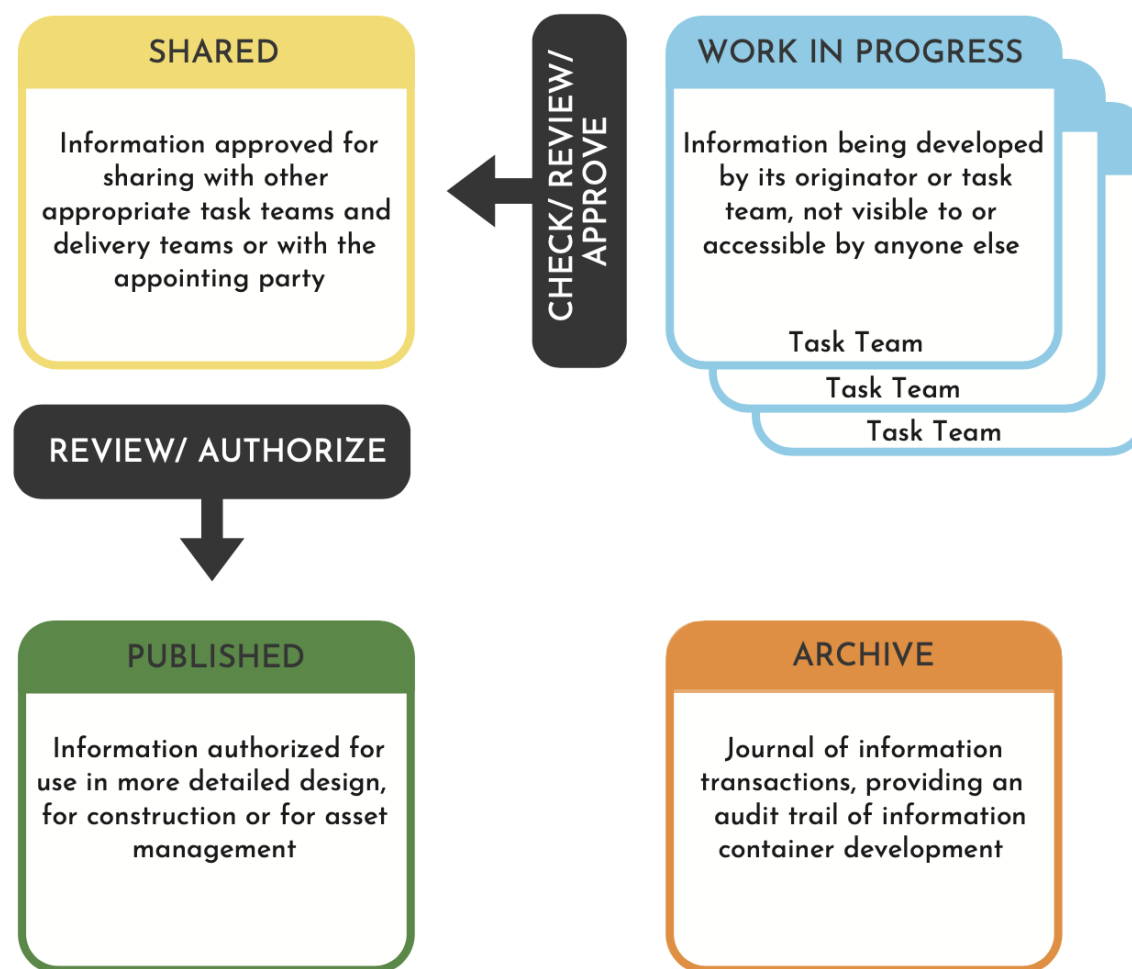 SHARED
Information approved for
sharing with other
appropriate task teams and
delivery teams or with the
appointing party
CHECK/ REVIEW/
APPROVE
WORK IN PROGRESS
Information being developed
by its originator or task
team, not visible to or
accessible by anyone else
Task Team
Task Team
Task Team
REVIEW/ AUTHORIZE
PUBLISHED
Information authorized for
use in more detailed design,
for construction or for asset
management
ARCHIVE
Journal of information
transactions, providing an
audit trail of information
container development